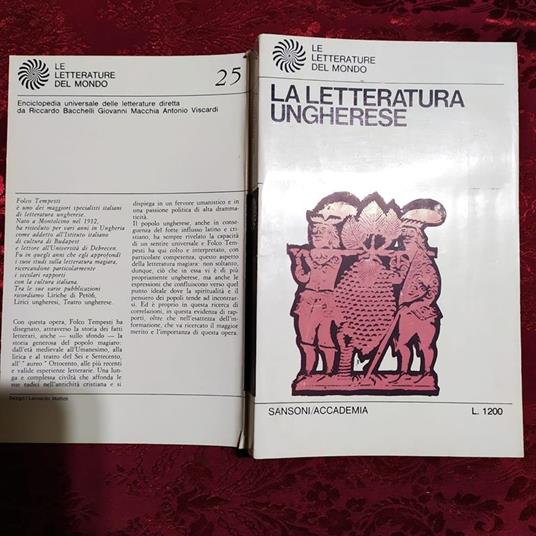 LE
LETTERATURE
DEL MONDO
25
Enciclopedia universale delle letterature diretta
da Riccardo Bacchelli Giovanni Macchia Antonio Viscardi
Folco Tempesti
è uno dei maggiori specialisti italiani
di letteratura ungherese.
Nato a Montalcino nel 1912,
ha risieduto per vari anni in Ungheria
come addetto all'Istituto italiano
di cultura di Budapest
e lettore all'Università di Debrecen.
Fu in quegli anni che egli approfondì
i suoi studi sulla letteratura magiara,
ricercandone particolarmente
i secolari rapporti
con la cultura italiana.
Tra le sue varie pubblicazioni
ricordiamo Liriche di Petöfi,
Lirici ungheresi, Teatro ungherese.
Con questa opera, Folco Tempesti ha
disegnato, attraverso la storia dei fatti
letterari, anche — sullo sfondo — la
storia generosa del popolo magiaro:
dall'età medievale all'Umanesimo, alla
lirica e al teatro del Sei e Settecento,
all'"aureo" Ottocento, alle più recenti
e valide esperienze letterarie. Una lun-
ga e complessa civiltà che affonda le
sue radici nell'antichità cristiana e si
dispiega in un fervore umanistico e in
una passione politica di alta dramma-
ticità.
Il popolo ungherese, anche in conse-
guenza del forte influsso latino e cri-
stiano, ha sempre rivelato la capacità
di un sentire universale e Folco Tem-
pesti ha qui colto e interpretato, con
particolare competenza, questo aspetto
della letteratura magiara: non soltanto,
dunque, ciò che in essa vi è di più
propriamente ungherese, ma anche le
espressioni che confluiscono verso quel
punto ideale dove la spiritualità e il
pensiero dei popoli tende ad incontrar-
si. Ed è proprio in questa ricerca di
correlazioni, in questa evidenza di rap-
porti, oltre che nell'esattezza dell'in-
formazione, che va ricercato il maggior
merito e l'importanza di questa opera.
Design / Leonardo Mattioli
LE
LETTERATURE
DEL MONDO
LA LETTERATURA
UNGHERESE
SANSONI/ACCADEMIA
L. 1200